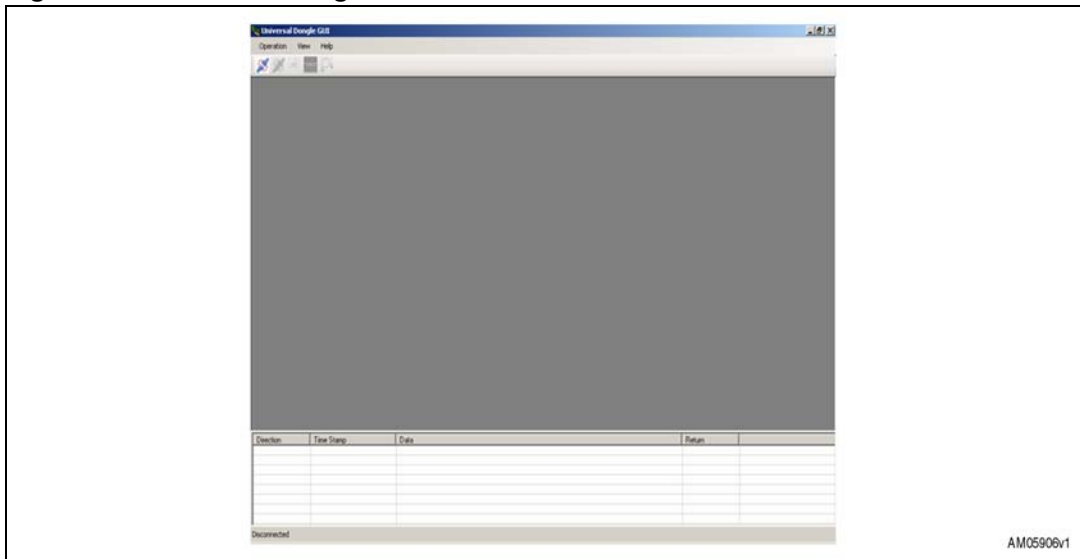 Universal Dongle GUI
Operation View Help
Direction Time Stamp Data Return
Disconnected
AM05906v1